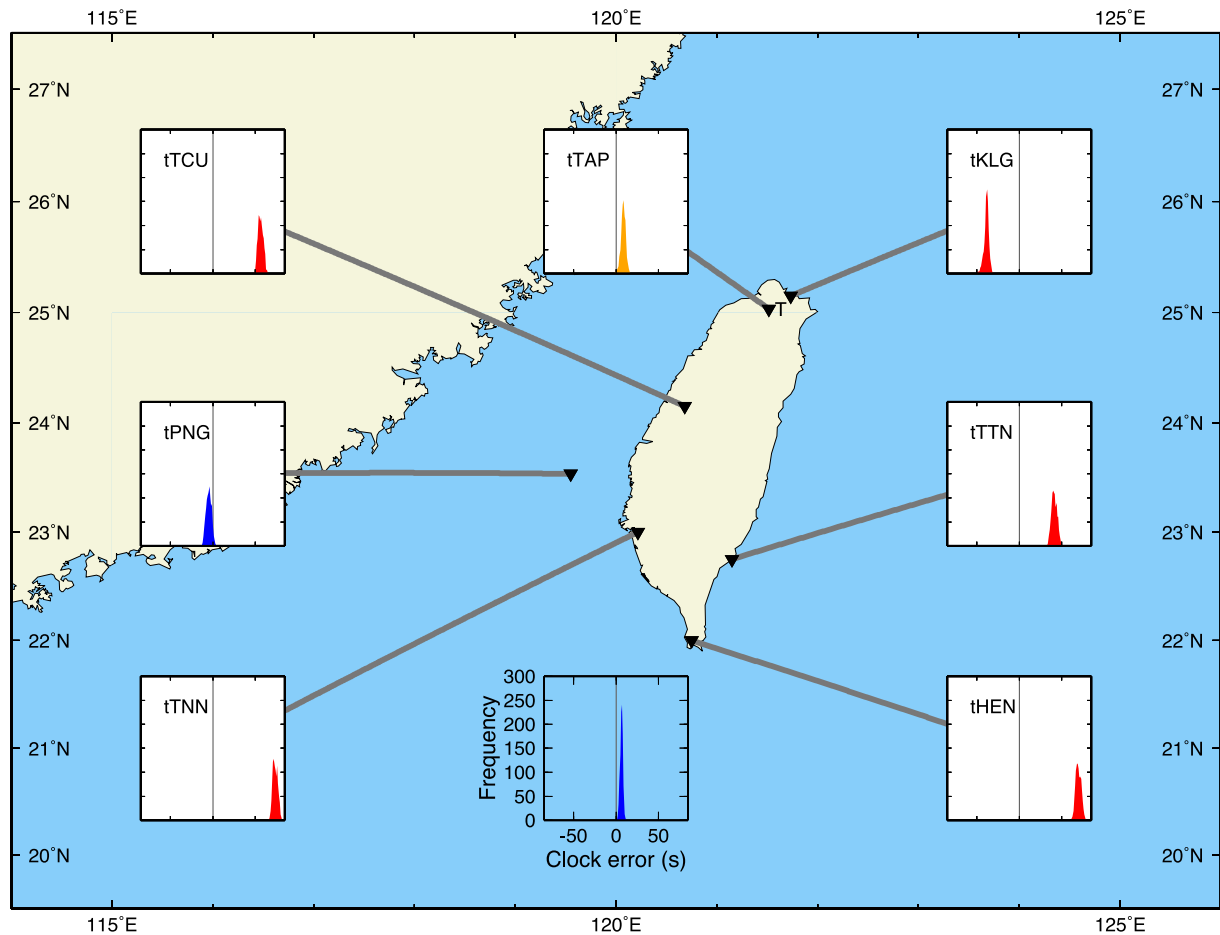 115°E 120°E 125°E
27°N 27°N
tTCU tTAP tKLG
26°N 26°N
25°N T 25°N
24°N 24°N
tPNG tTTN
23°N 23°N
22°N 22°N
tTNN 300 tHEN
250
200
21°N 150 21°N
100
50
0
Frequency
-50 0 50
20°N Clock error (s) 20°N
115°E 120°E 125°E